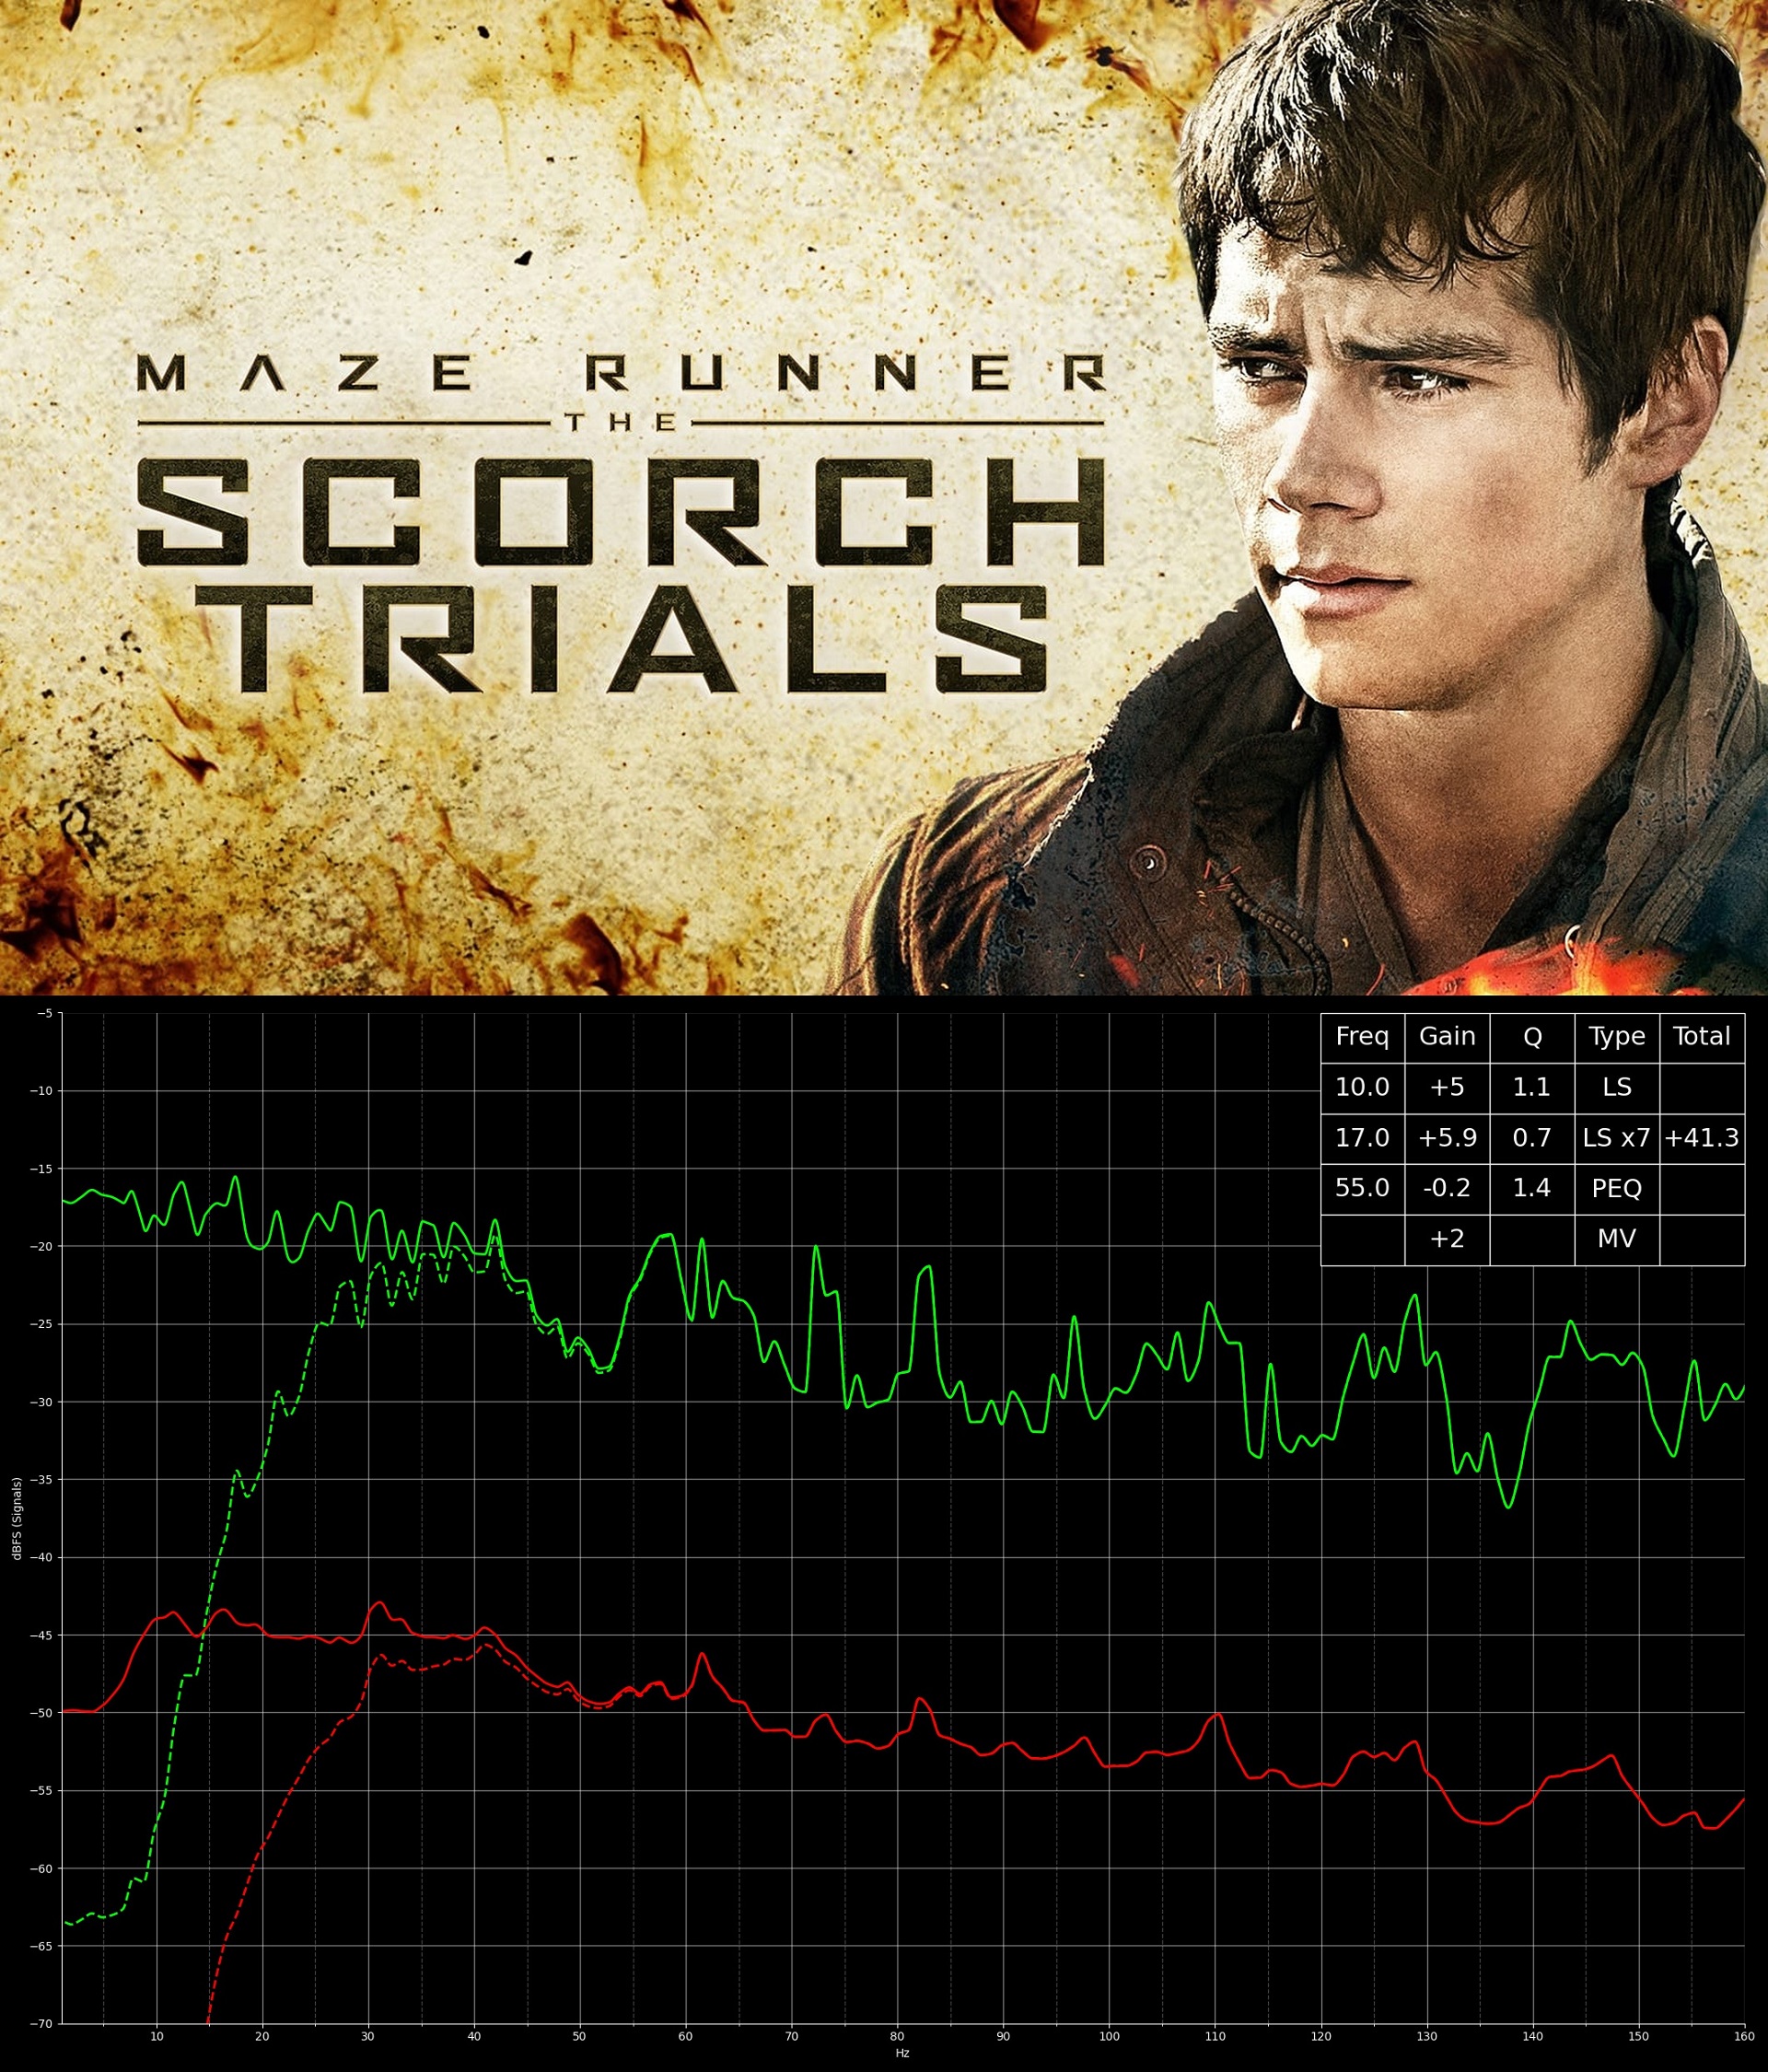 MAZE RUNNER
THE
SCORCH
TRIALS
Freq Gain Q Type Total
10.0 +5 1.1 LS
17.0 +5.9 0.7 LS x7 +41.3
55.0 -0.2 1.4 PEQ
+2 MV
−5
−10
−15
−20
−25
−30
−35
−40
−45
−50
−55
−60
−65
−70
dBFS (Signals)
10 20 30 40 50 60 70 80 90 100 110 120 130 140 150 160
Hz